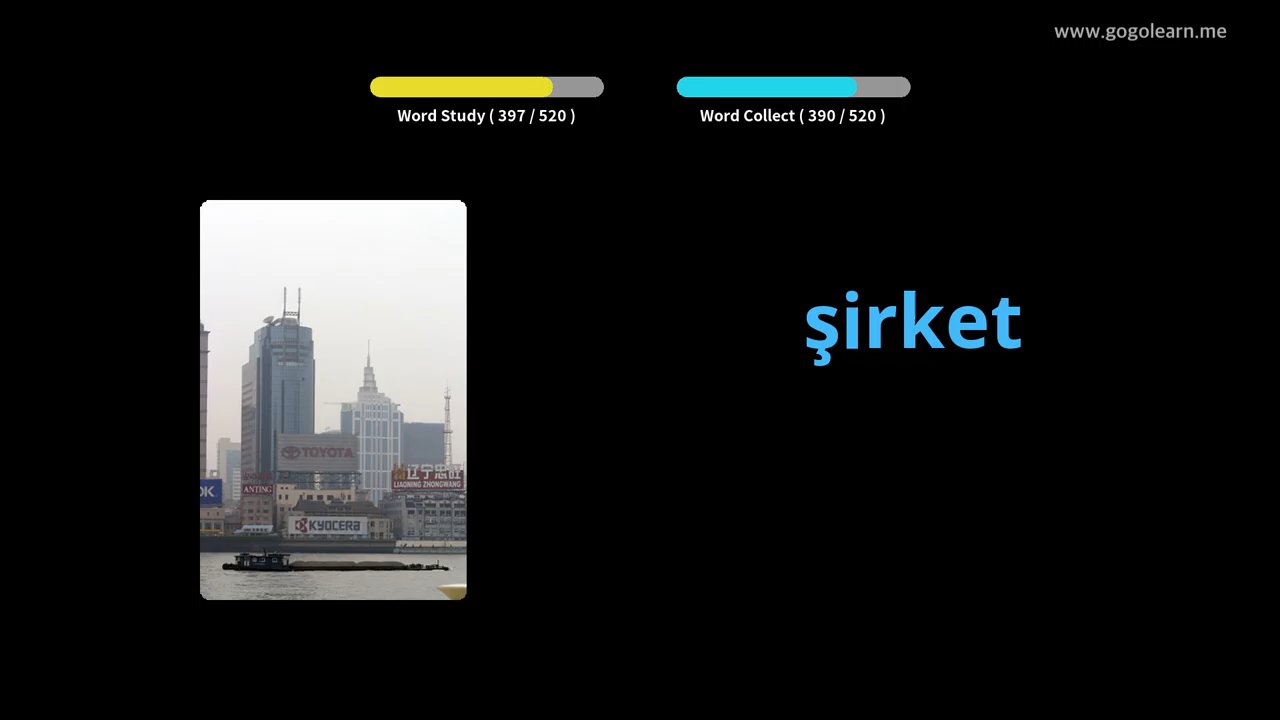 www.gogolearn.me
Word Study ( 397 / 520 )
Word Collect ( 390 / 520 )
şirket
TOYOTA
辽宁忠旺
LIAONING ZHONGWANG
OK
ANTING
KYOCERA